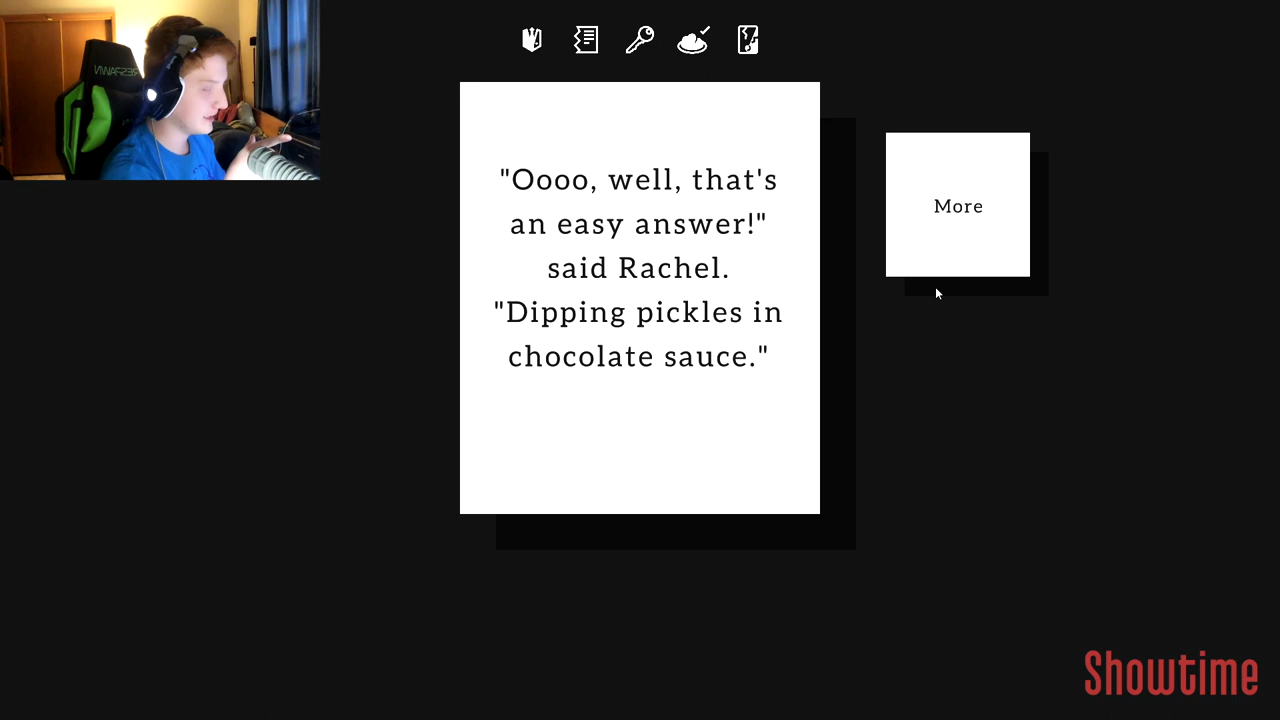 "Oooo, well, that's
an easy answer!"
said Rachel.
"Dipping pickles in
chocolate sauce."
More
Showtime